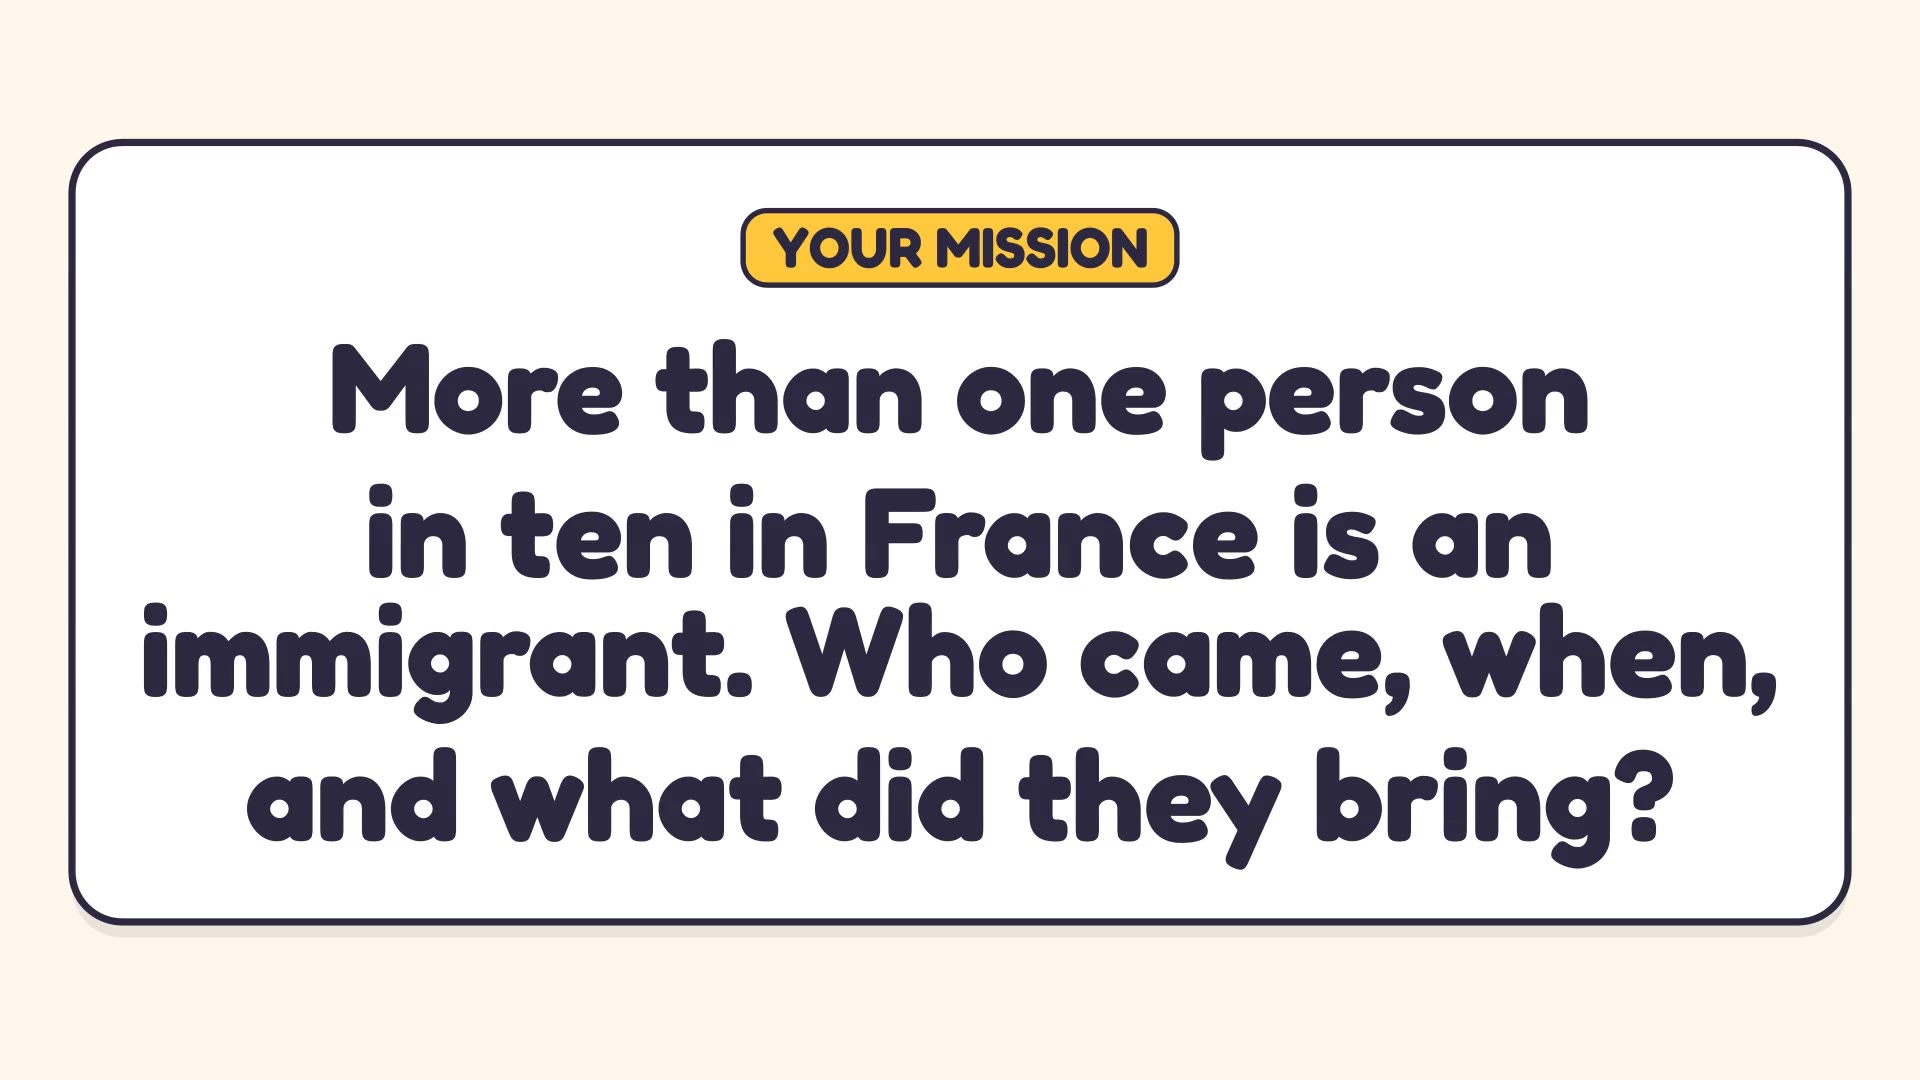 YOUR MISSION
More than one person
in ten in France is an
immigrant. Who came, when,
and what did they bring?